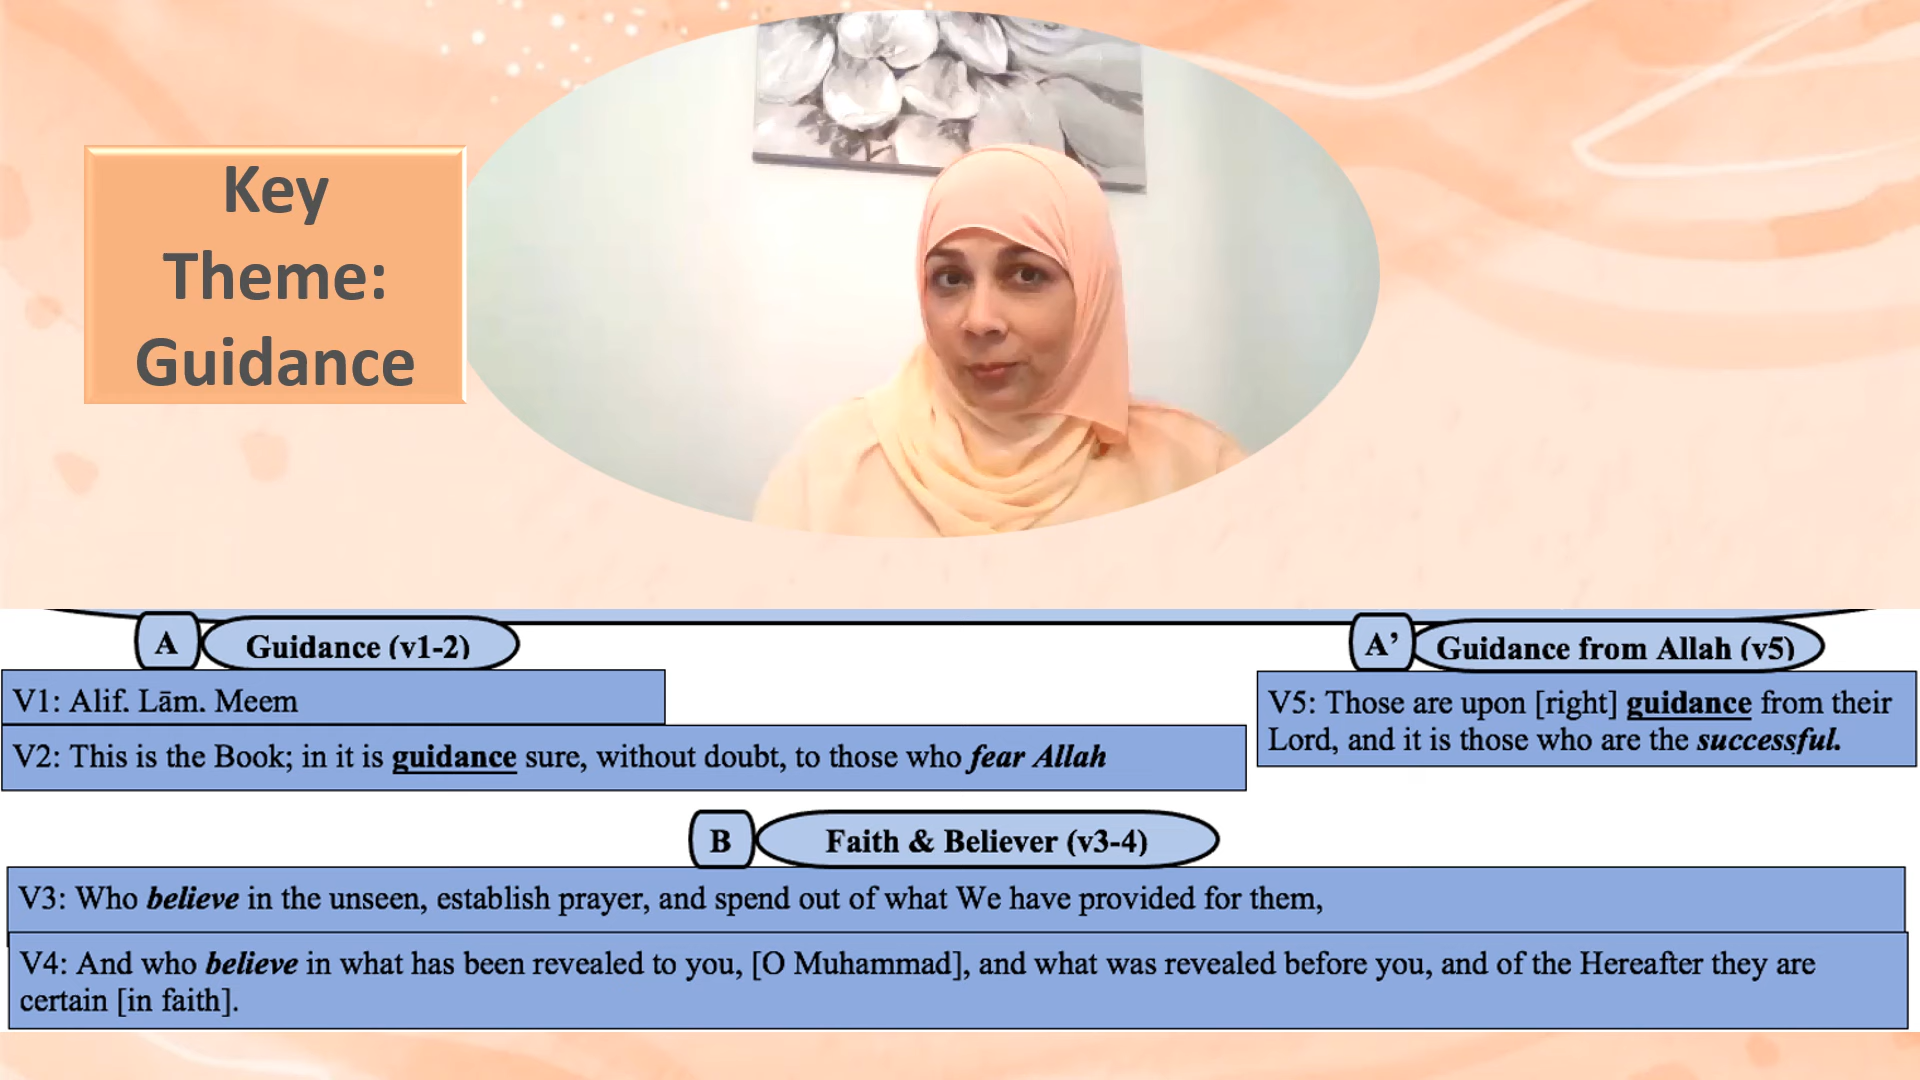 Key
Theme:
Guidance
A
Guidance (v1-2)
V1: Alif. Lām. Meem
V2: This is the Book; in it is guidance sure, without doubt, to those who fear Allah
A’
Guidance from Allah (v5)
V5: Those are upon [right] guidance from their
Lord, and it is those who are the successful.
B
Faith & Believer (v3-4)
V3: Who believe in the unseen, establish prayer, and spend out of what We have provided for them,
V4: And who believe in what has been revealed to you, [O Muhammad], and what was revealed before you, and of the Hereafter they are
certain [in faith].